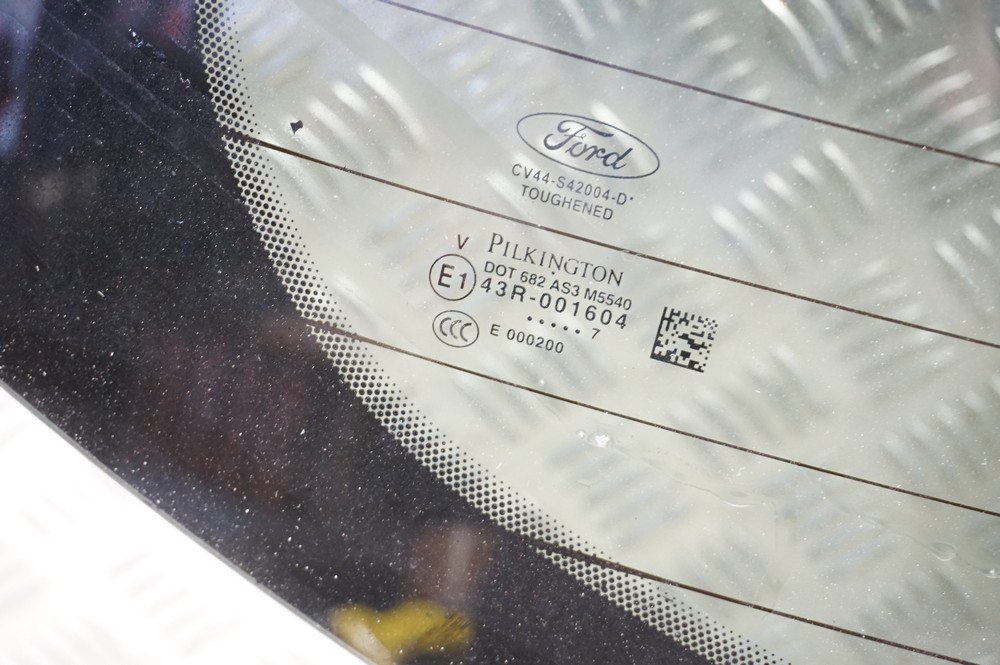 Ford
CV44-S42004-D*
TOUGHENED
V
PILKINGTON
E1
DOT 682 AS3 M5540
43R-001604
••••• 7
CCC
E 000200